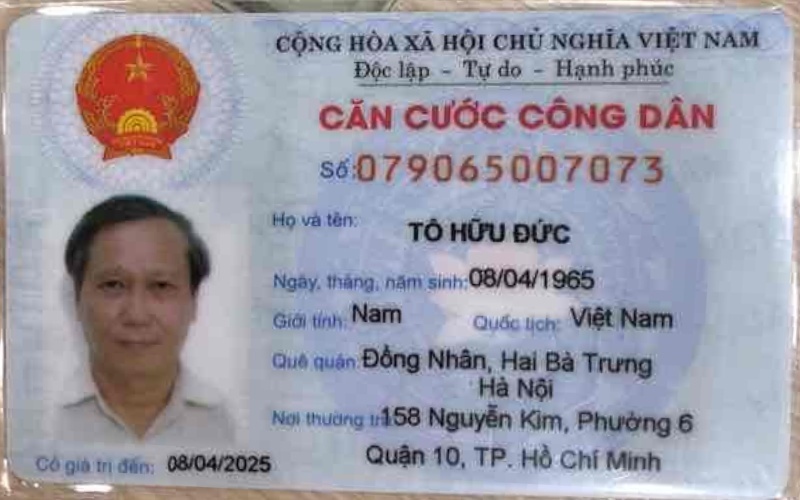 CỘNG HÒA XÃ HỘI CHỦ NGHĨA VIỆT NAM
Độc lập - Tự do - Hạnh phúc
CĂN CƯỚC CÔNG DÂN
Số: 079065007073
Họ và tên: TÔ HỮU ĐỨC
Ngày, tháng, năm sinh: 08/04/1965
Giới tính: Nam Quốc tịch: Việt Nam
Quê quán: Đồng Nhân, Hai Bà Trưng
Hà Nội
Nơi thường trú: 158 Nguyễn Kim, Phường 6
Quận 10, TP. Hồ Chí Minh
Có giá trị đến: 08/04/2025